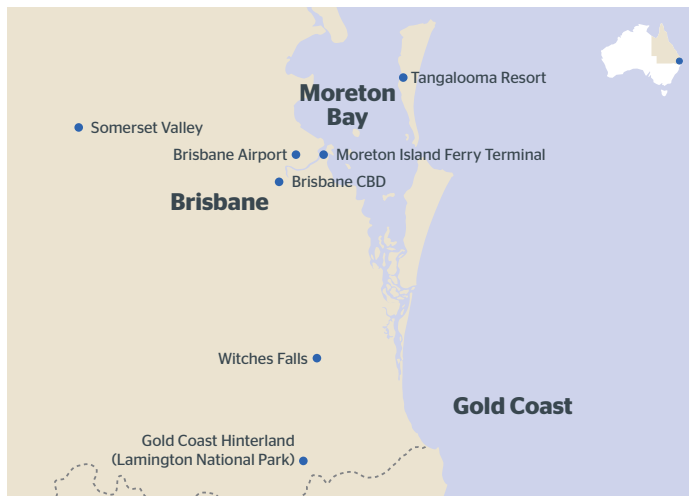 Tangalooma Resort
Moreton
Bay
Somerset Valley
Brisbane Airport
Moreton Island Ferry Terminal
Brisbane CBD
Brisbane
Witches Falls
Gold Coast
Gold Coast Hinterland
(Lamington National Park)